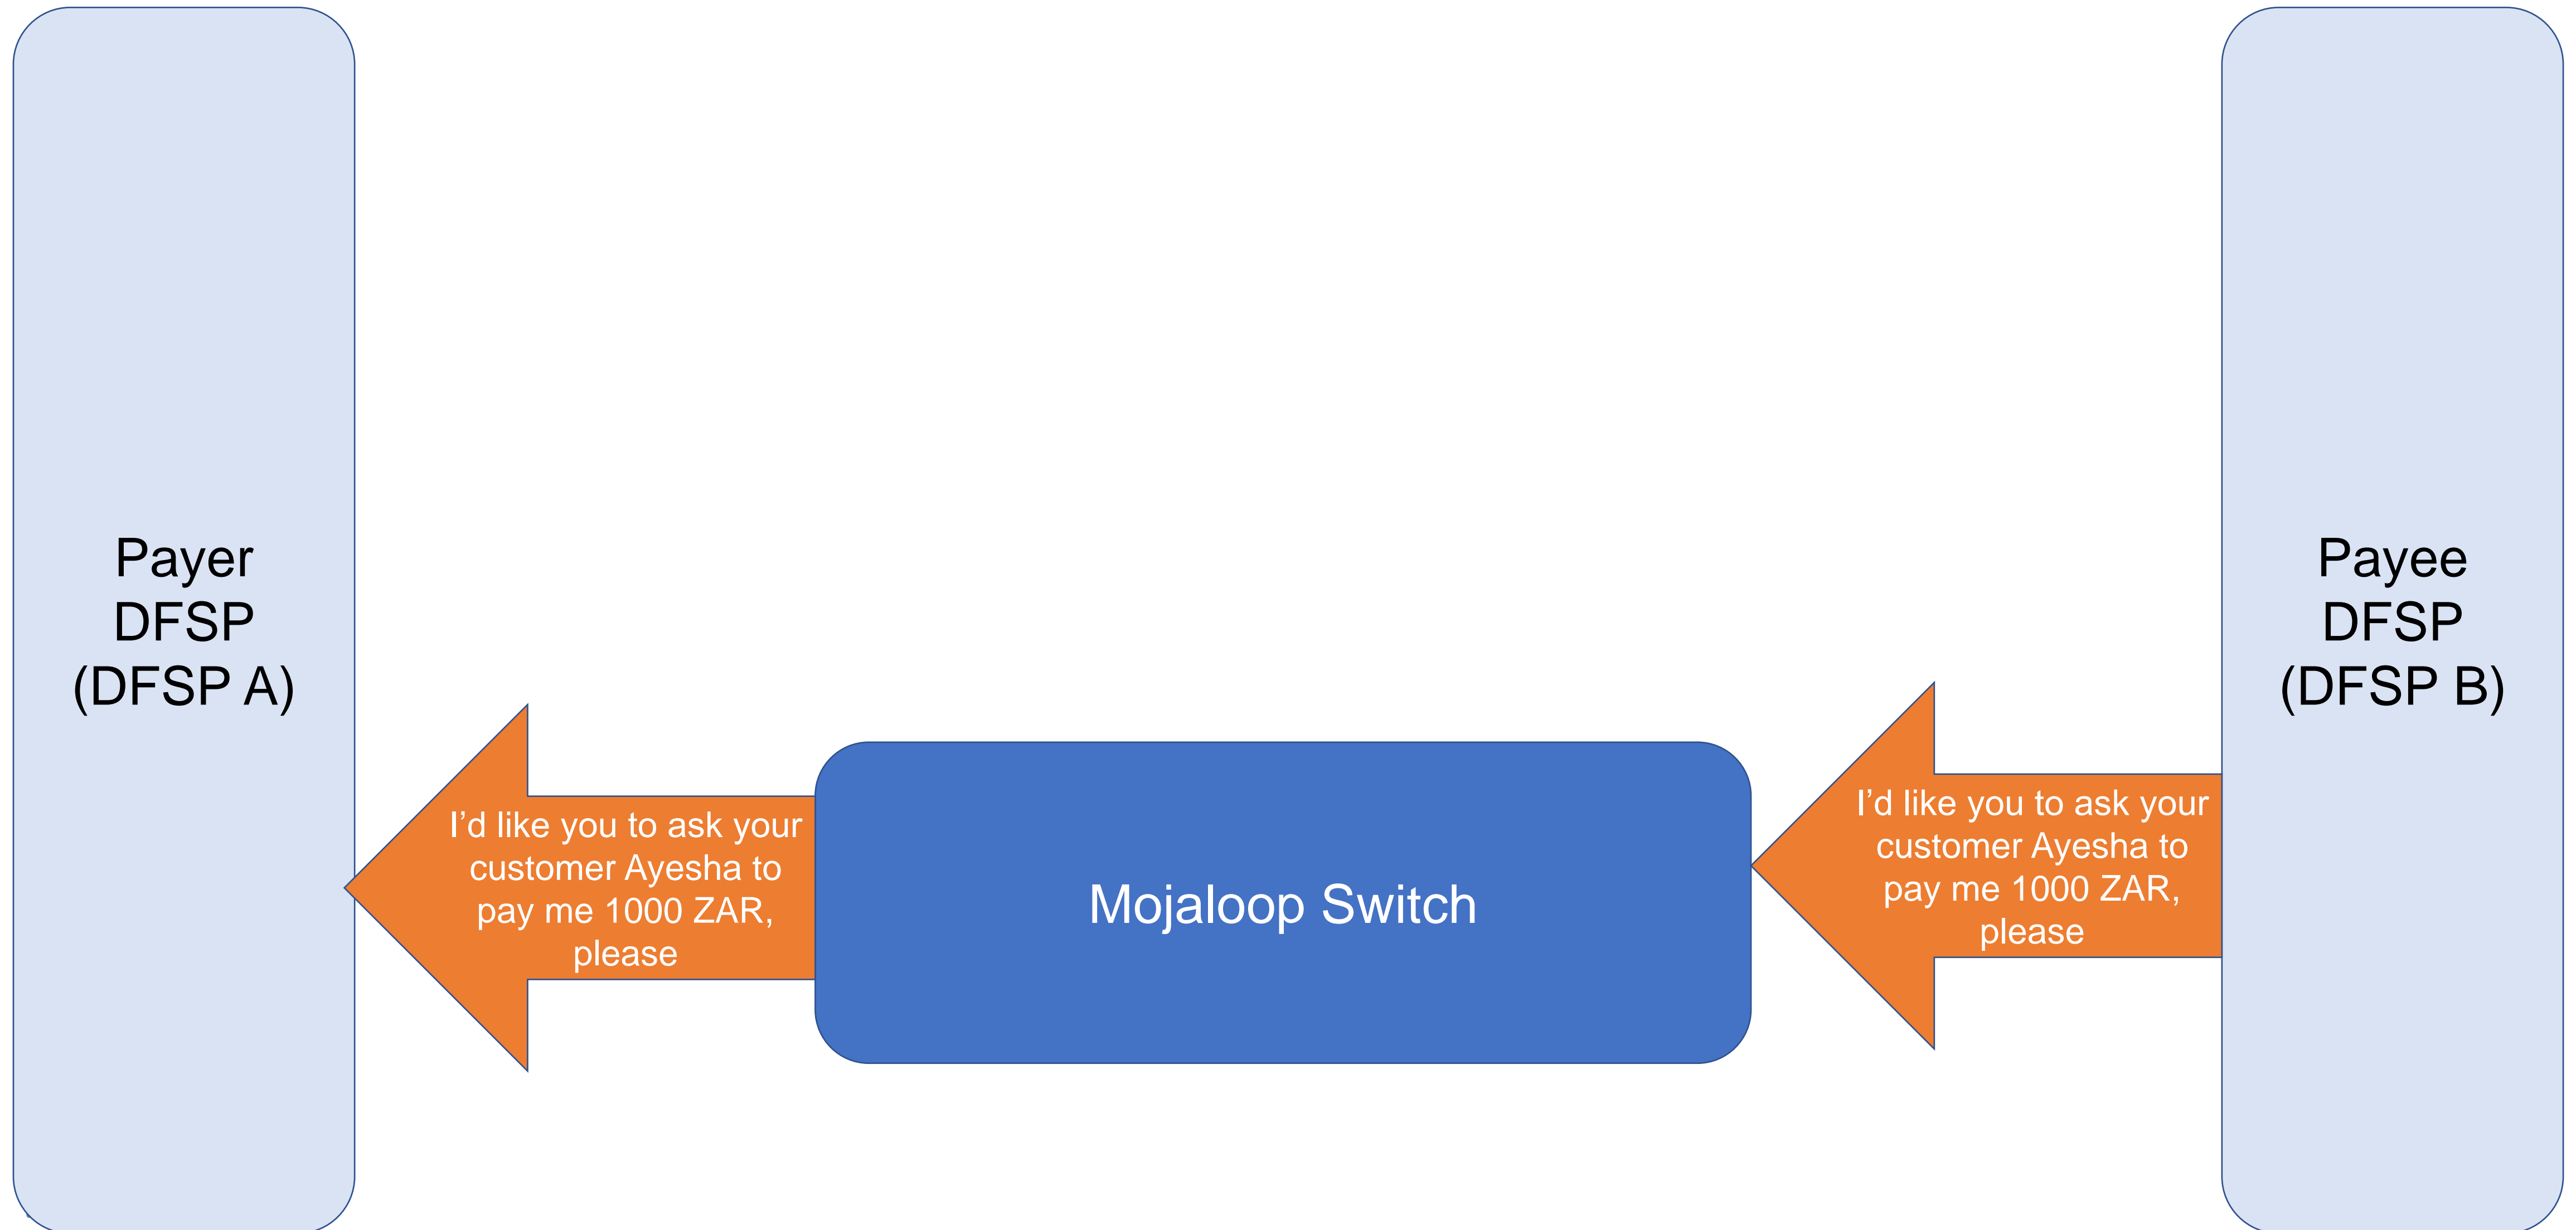 Payer
DFSP
(DFSP A)
I’d like you to ask your
customer Ayesha to
pay me 1000 ZAR,
please
Mojaloop Switch
I’d like you to ask your
customer Ayesha to
pay me 1000 ZAR,
please
Payee
DFSP
(DFSP B)